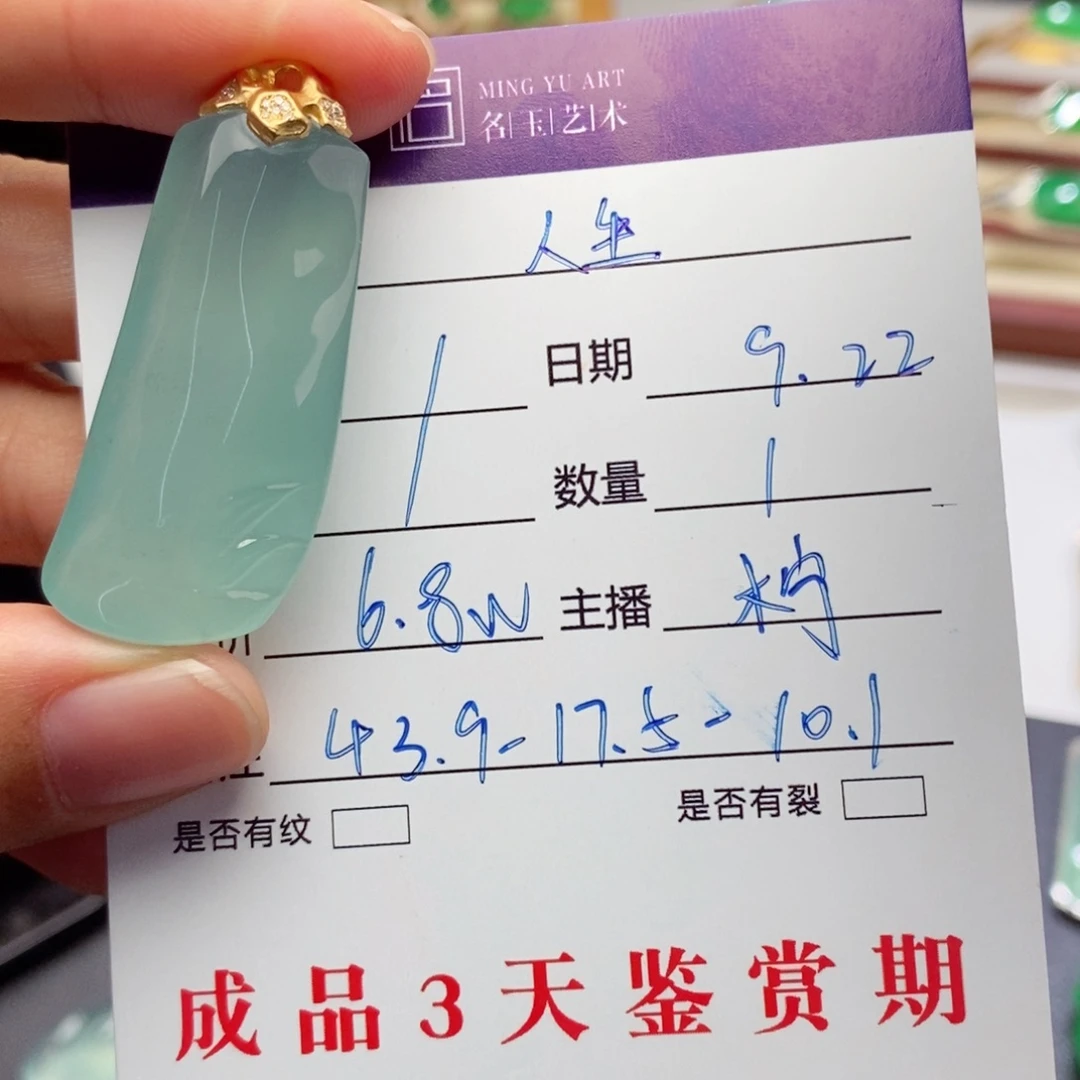 MING YU ART
名玉艺术
人生
日期 9.22
数量 1
6.8W 主播 柠
43.9-17.5-10.1
是否有纹 是否有裂
成品3天鉴赏期